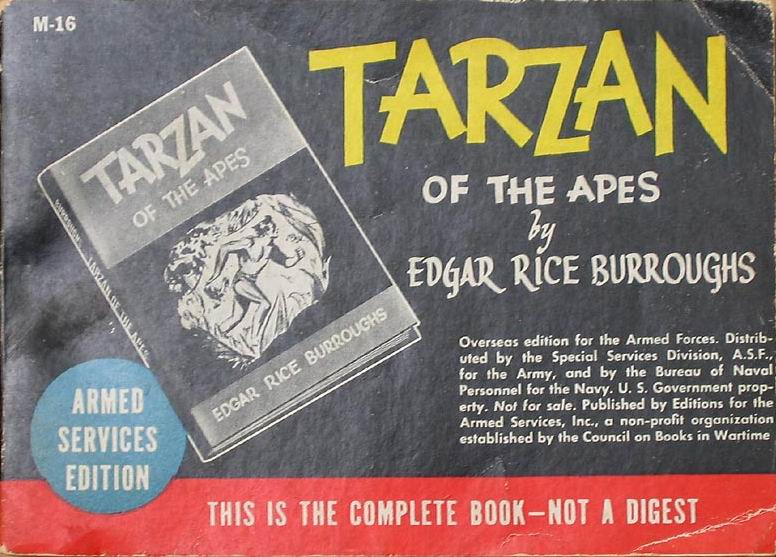 M-16
TARZAN
OF THE APES
by
EDGAR RICE BURROUGHS
TARZAN
OF THE APES
EDGAR RICE BURROUGHS
BURROUGHS TARZAN OF THE APES
Overseas edition for the Armed Forces. Distrib-
uted by the Special Services Division, A.S.F.,
for the Army, and by the Bureau of Naval
Personnel for the Navy. U. S. Government prop-
erty. Not for sale. Published by Editions for the
Armed Services, Inc., a non-profit organization
established by the Council on Books in Wartime
ARMED
SERVICES
EDITION
THIS IS THE COMPLETE BOOK—NOT A DIGEST